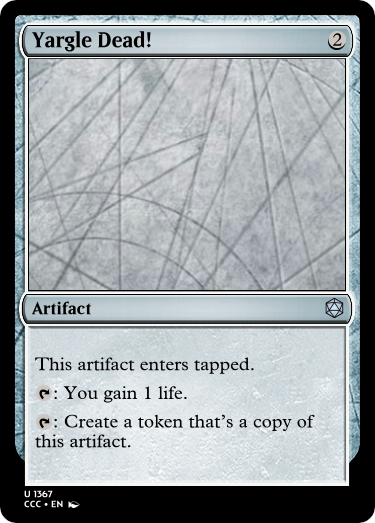 Yargle Dead! 2
Artifact
This artifact enters tapped.
: You gain 1 life.
: Create a token that's a copy of
this artifact.
U 1367
CCC • EN